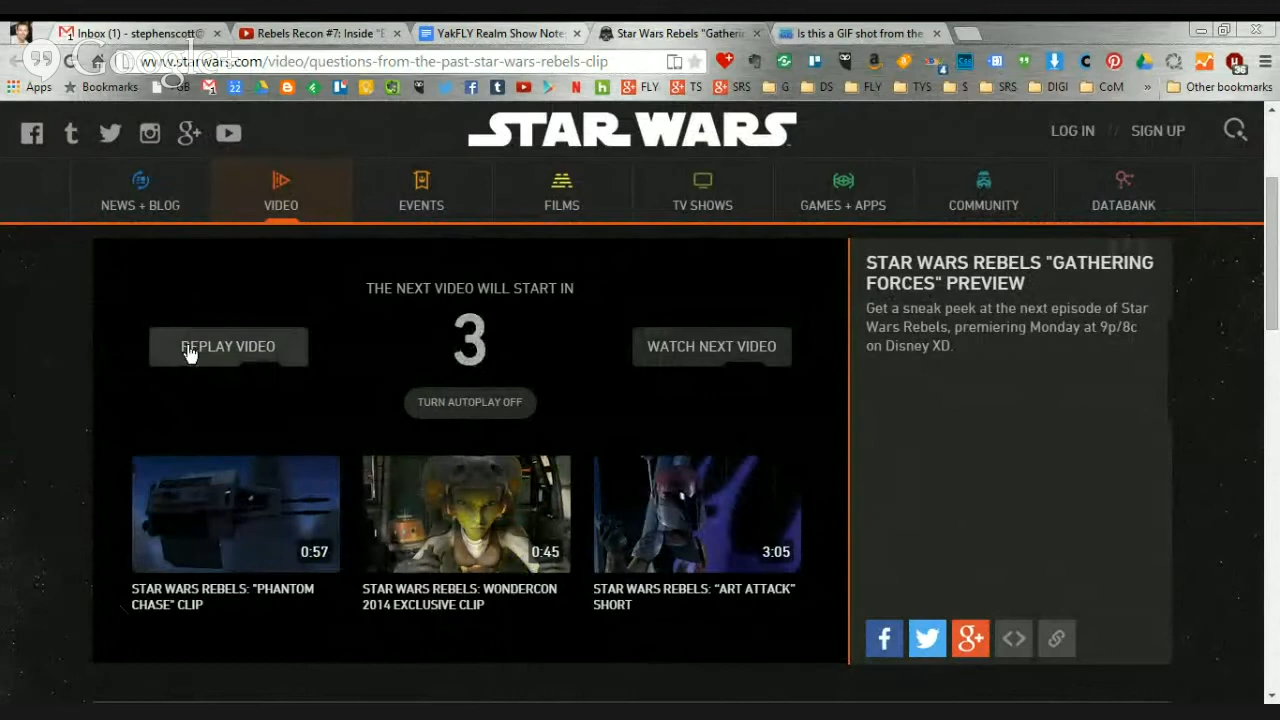 Inbox (1) - stephenscott@
Rebels Recon #7: Inside "E
YakFLY Realm Show Note
Star Wars Rebels "Gatherin
Is this a GIF shot from the
Google+
www.starwars.com/video/questions-from-the-past-star-wars-rebels-clip
Apps
Bookmarks
GB
22
FLY
TS
SRS
G
DS
FLY
TYS
S
SRS
DIGI
CoM
»
Other bookmarks
STAR WARS
LOG IN // SIGN UP
NEWS + BLOG
VIDEO
EVENTS
FILMS
TV SHOWS
GAMES + APPS
COMMUNITY
DATABANK
THE NEXT VIDEO WILL START IN
REPLAY VIDEO
3
WATCH NEXT VIDEO
TURN AUTOPLAY OFF
0:57
0:45
3:05
STAR WARS REBELS: "PHANTOM
CHASE" CLIP
STAR WARS REBELS: WONDERCON
2014 EXCLUSIVE CLIP
STAR WARS REBELS: “ART ATTACK”
SHORT
STAR WARS REBELS "GATHERING
FORCES" PREVIEW
Get a sneak peek at the next episode of Star
Wars Rebels, premiering Monday at 9p/8c
on Disney XD.